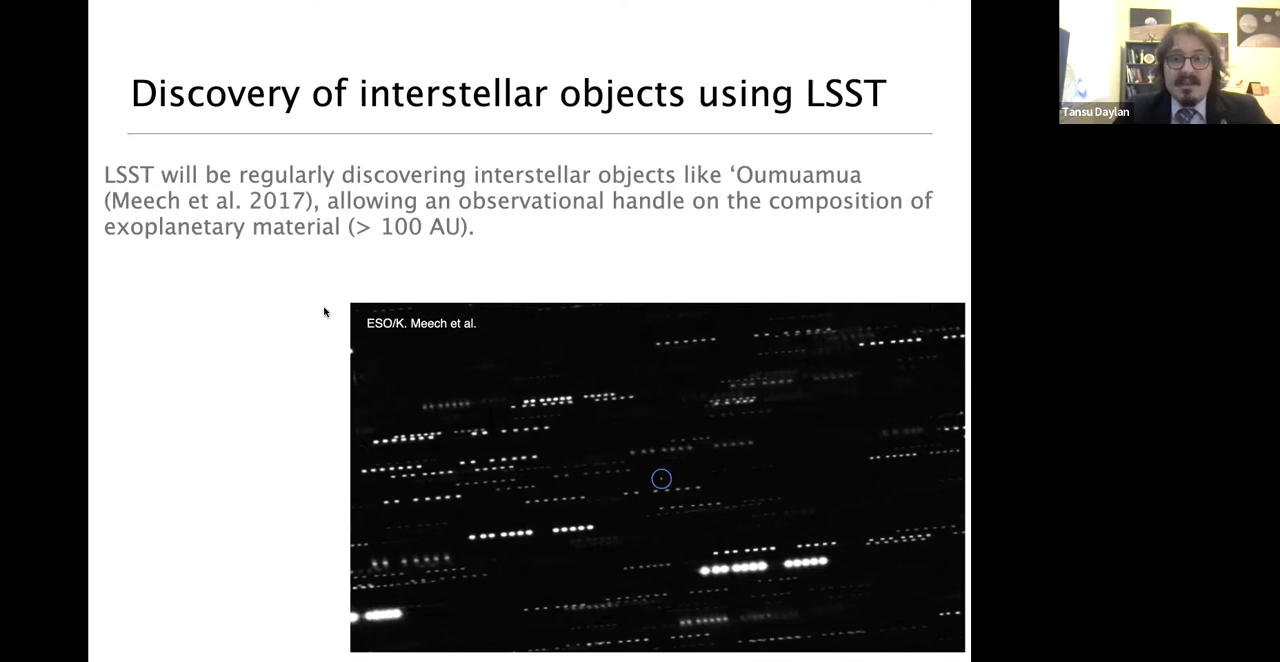 Discovery of interstellar objects using LSST
LSST will be regularly discovering interstellar objects like ‘Oumuamua
(Meech et al. 2017), allowing an observational handle on the composition of
exoplanetary material (> 100 AU).
ESO/K. Meech et al.
Tansu Daylan